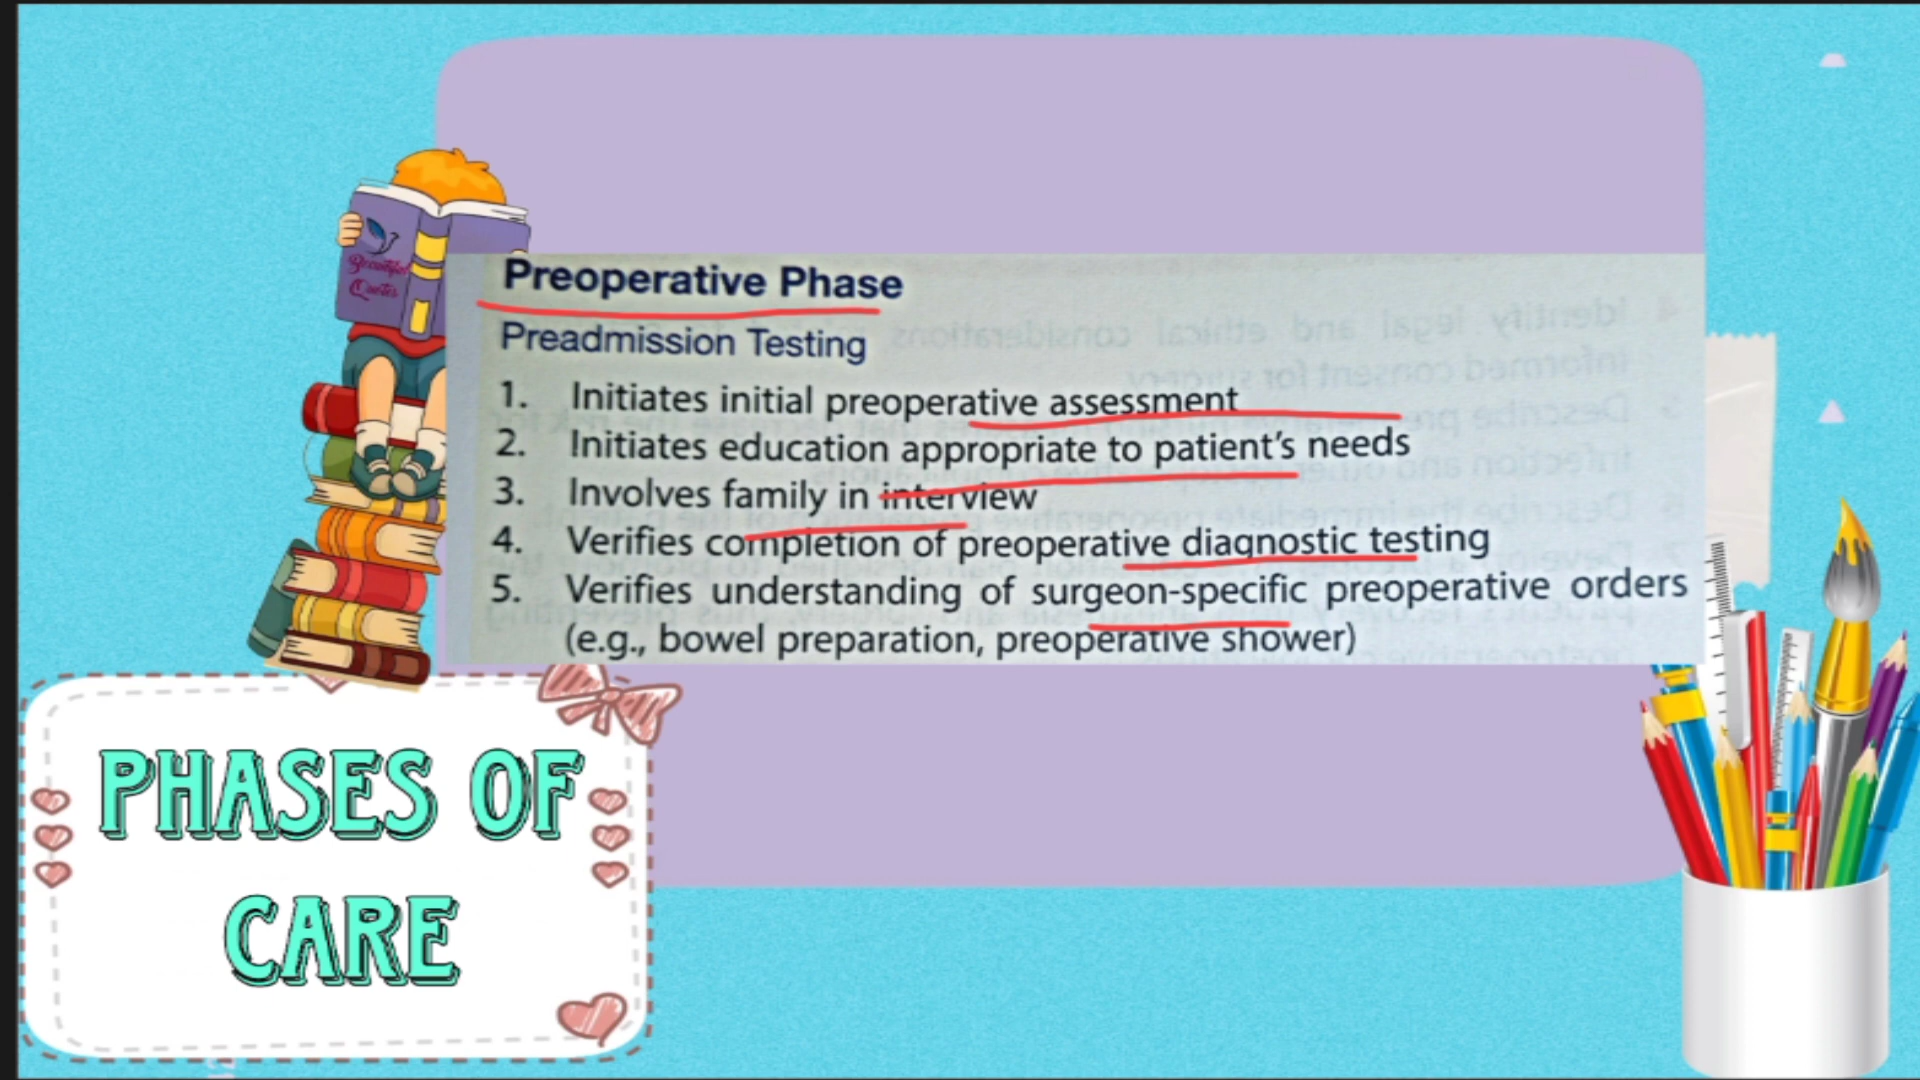 Beautiful
Quotes
Preoperative Phase
Preadmission Testing
1. Initiates initial preoperative assessment
2. Initiates education appropriate to patient's needs
3. Involves family in interview
4. Verifies completion of preoperative diagnostic testing
5. Verifies understanding of surgeon-specific preoperative orders
(e.g., bowel preparation, preoperative shower)
PHASES OF
CARE